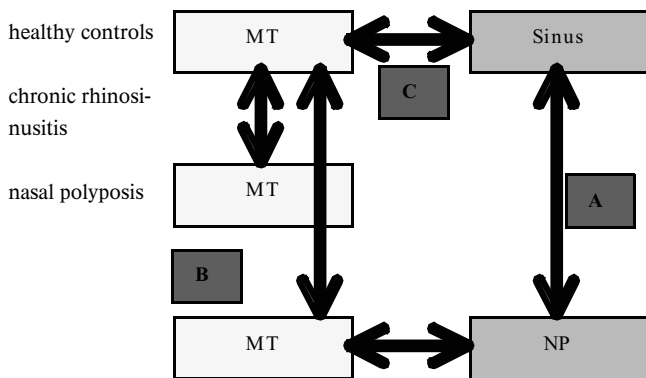 healthy controls
MT
Sinus
C
chronic rhinosi-
nusitis
nasal polyposis
MT
A
B
MT
NP